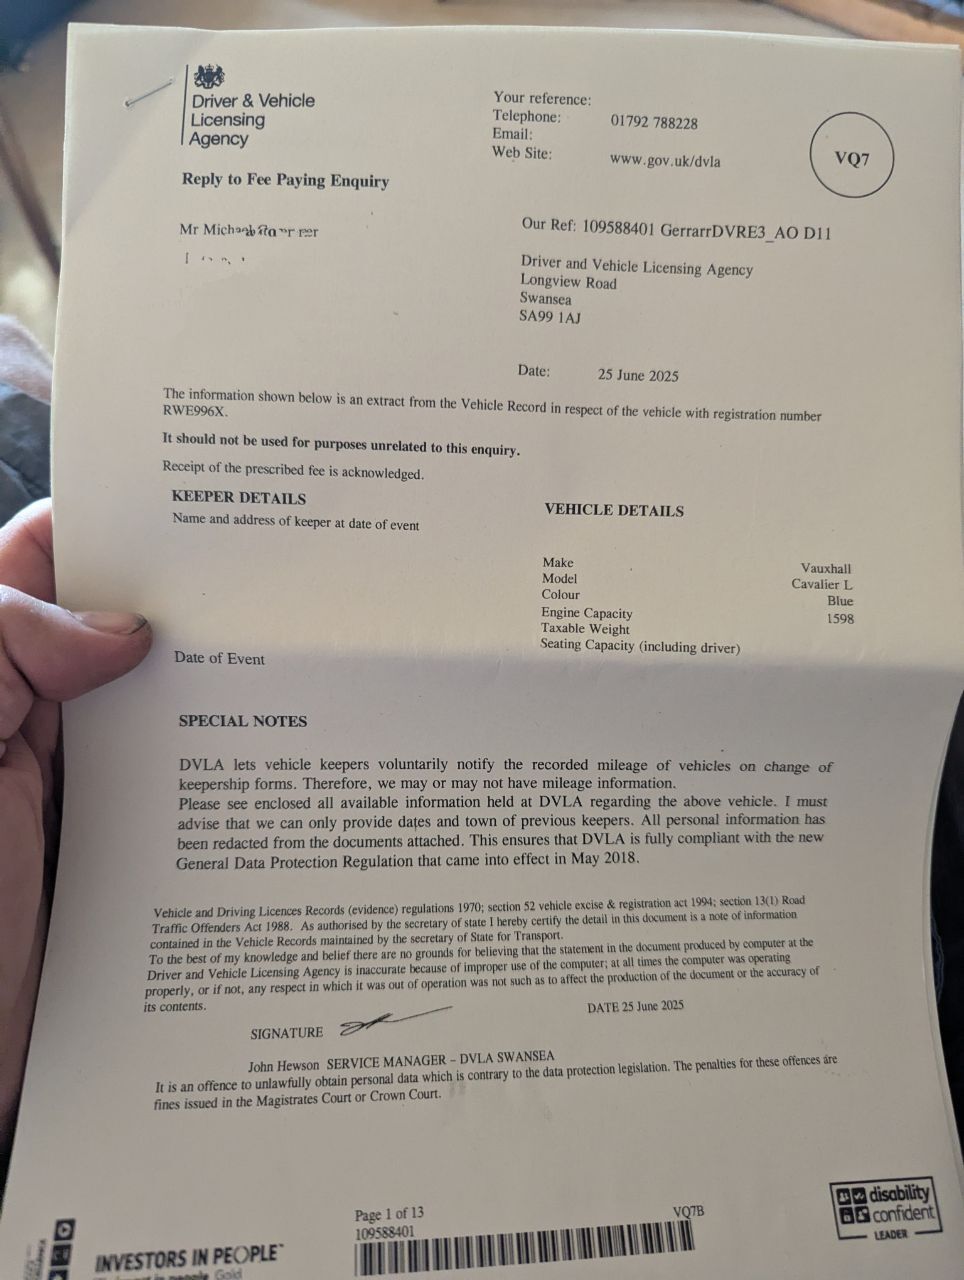 Driver & Vehicle
Licensing
Agency
Your reference:
Telephone: 01792 788228
Email:
Web Site: www.gov.uk/dvla
VQ7
Reply to Fee Paying Enquiry
Mr
Our Ref: 109588401 GerrarrDVRE3_AO D11
Driver and Vehicle Licensing Agency
Longview Road
Swansea
SA99 1AJ
Date: 25 June 2025
The information shown below is an extract from the Vehicle Record in respect of the vehicle with registration number
RWE996X.
It should not be used for purposes unrelated to this enquiry.
Receipt of the prescribed fee is acknowledged.
KEEPER DETAILS
Name and address of keeper at date of event
VEHICLE DETAILS
Make Vauxhall
Model Cavalier L
Colour Blue
Engine Capacity 1598
Taxable Weight
Seating Capacity (including driver)
Date of Event
SPECIAL NOTES
DVLA lets vehicle keepers voluntarily notify the recorded mileage of vehicles on change of
keepership forms. Therefore, we may or may not have mileage information.
Please see enclosed all available information held at DVLA regarding the above vehicle. I must
advise that we can only provide dates and town of previous keepers. All personal information has
been redacted from the documents attached. This ensures that DVLA is fully compliant with the new
General Data Protection Regulation that came into effect in May 2018.
Vehicle and Driving Licences Records (evidence) regulations 1970; section 52 vehicle excise & registration act 1994; section 13(1) Road
Traffic Offenders Act 1988. As authorised by the secretary of state I hereby certify the detail in this document is a note of information
contained in the Vehicle Records maintained by the secretary of State for Transport.
To the best of my knowledge and belief there are no grounds for believing that the statement in the document produced by computer at the
Driver and Vehicle Licensing Agency is inaccurate because of improper use of the computer; at all times the computer was operating
properly, or if not, any respect in which it was out of operation was not such as to affect the production of the document or the accuracy of
its contents.
SIGNATURE
DATE 25 June 2025
John Hewson SERVICE MANAGER – DVLA SWANSEA
It is an offence to unlawfully obtain personal data which is contrary to the data protection legislation. The penalties for these offences are
fines issued in the Magistrates Court or Crown Court.
Page 1 of 13
109588401
VQ7B
INVESTORS IN PEOPLE™
Gold
disability
confident
LEADER